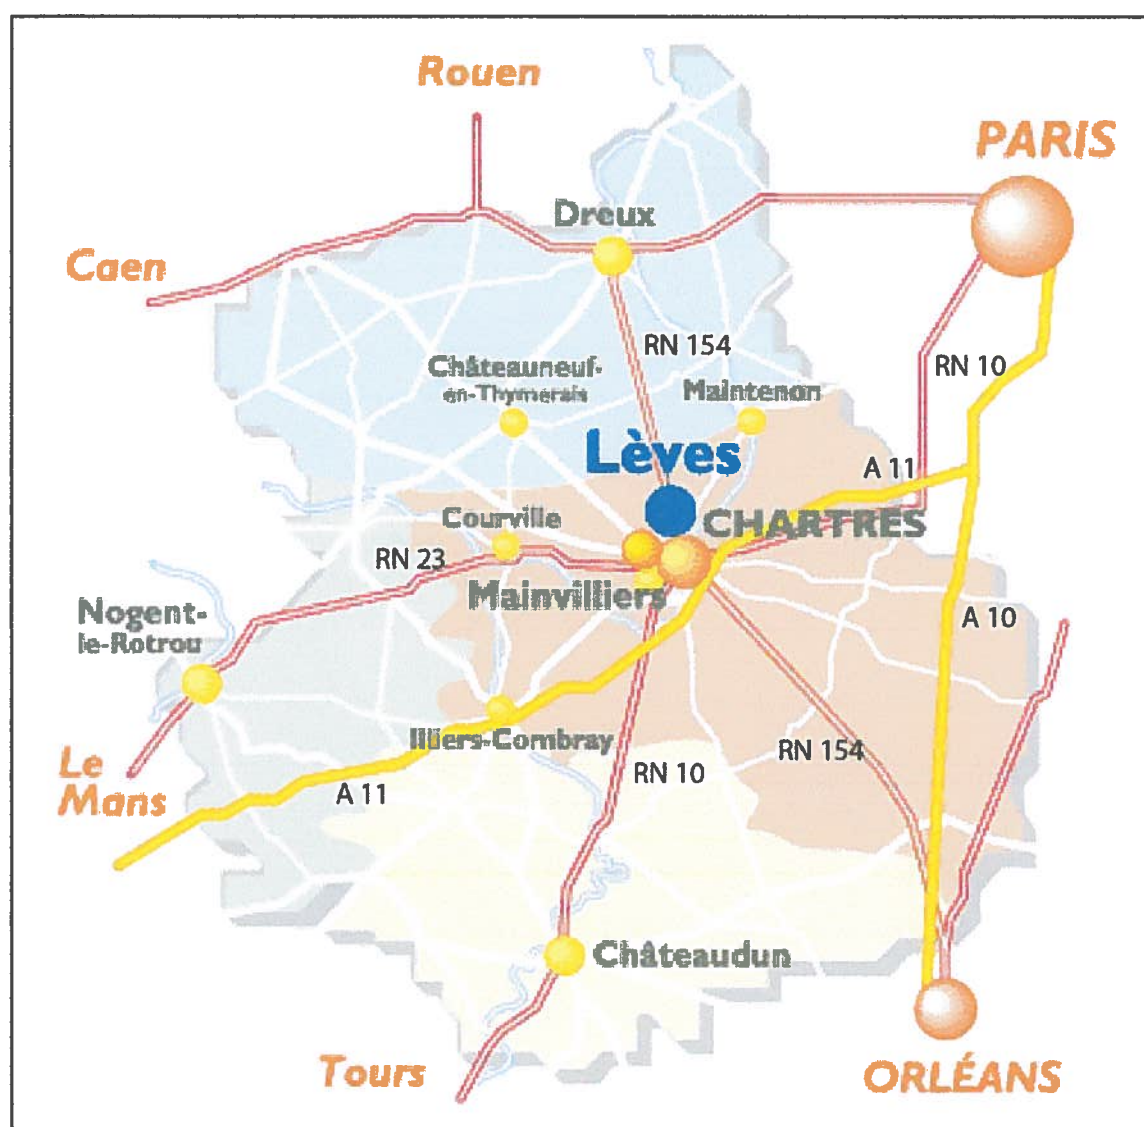 Rouen
PARIS
Dreux
Caen
RN 154
RN 10
Châteauneuf-
en-Thymerais
Maintenon
Lèves
A 11
Courville
CHARTRES
RN 23
Mainvilliers
Nogent-
le-Rotrou
A 10
Illiers-Combray
RN 154
Le
Mans
RN 10
A 11
Châteaudun
Tours
ORLÉANS